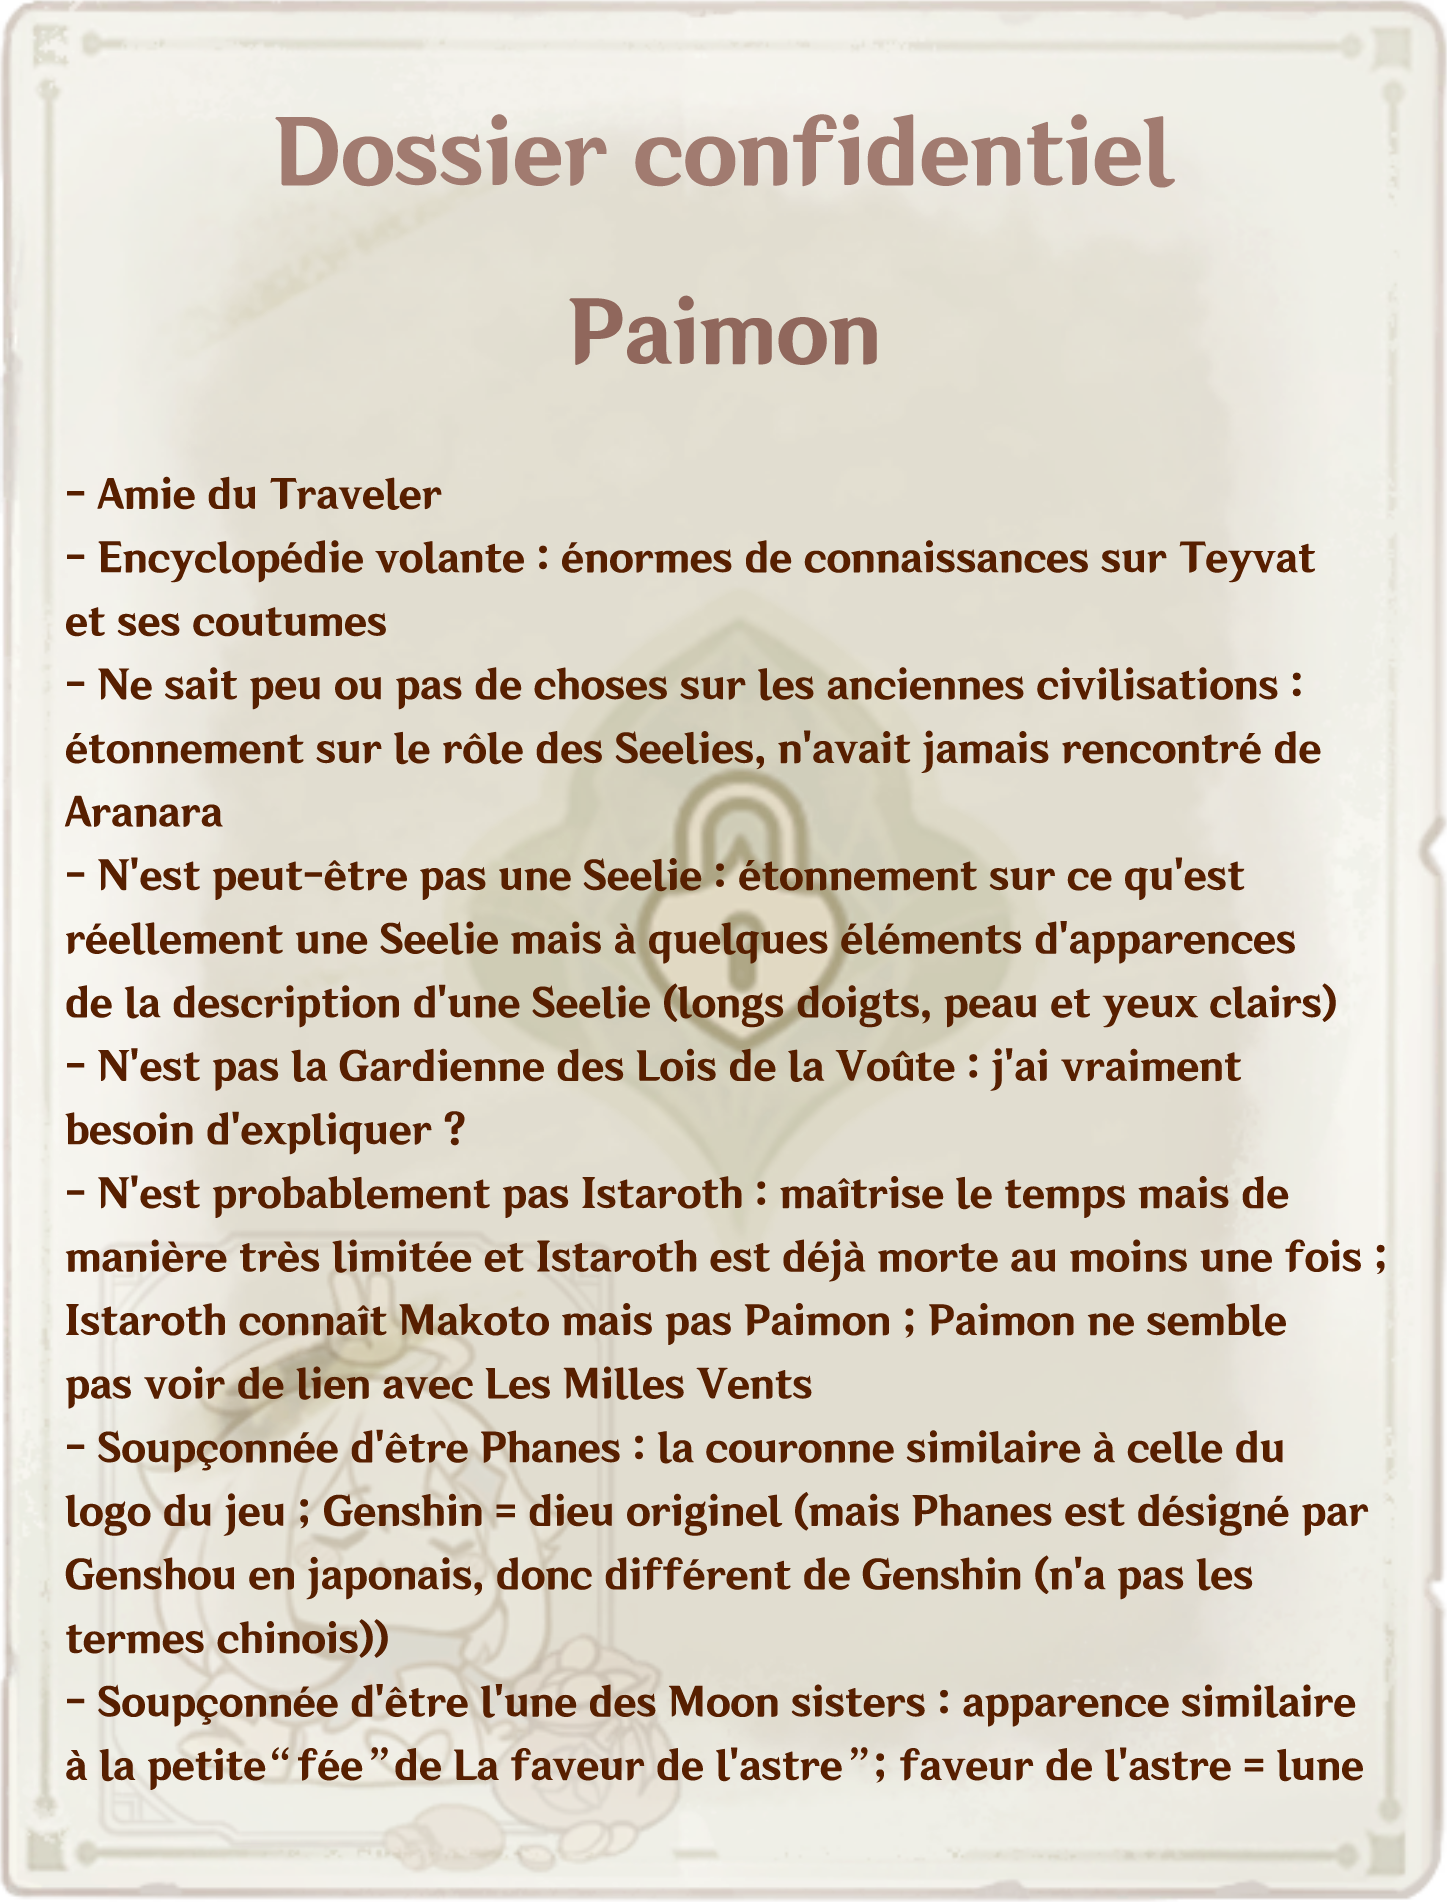 Dossier confidentiel
Paimon
- Amie du Traveler
- Encyclopédie volante : énormes de connaissances sur Teyvat
et ses coutumes
- Ne sait peu ou pas de choses sur les anciennes civilisations :
étonnement sur le rôle des Seelies, n'avait jamais rencontré de
Aranara
- N'est peut-être pas une Seelie : étonnement sur ce qu'est
réellement une Seelie mais à quelques éléments d'apparences
de la description d'une Seelie (longs doigts, peau et yeux clairs)
- N'est pas la Gardienne des Lois de la Voûte : j'ai vraiment
besoin d'expliquer ?
- N'est probablement pas Istaroth : maîtrise le temps mais de
manière très limitée et Istaroth est déjà morte au moins une fois ;
Istaroth connaît Makoto mais pas Paimon ; Paimon ne semble
pas voir de lien avec Les Milles Vents
- Soupçonnée d'être Phanes : la couronne similaire à celle du
logo du jeu ; Genshin = dieu originel (mais Phanes est désigné par
Genshou en japonais, donc différent de Genshin (n'a pas les
termes chinois))
- Soupçonnée d'être l'une des Moon sisters : apparence similaire
à la petite “ fée ” de La faveur de l'astre ” ; faveur de l'astre = lune